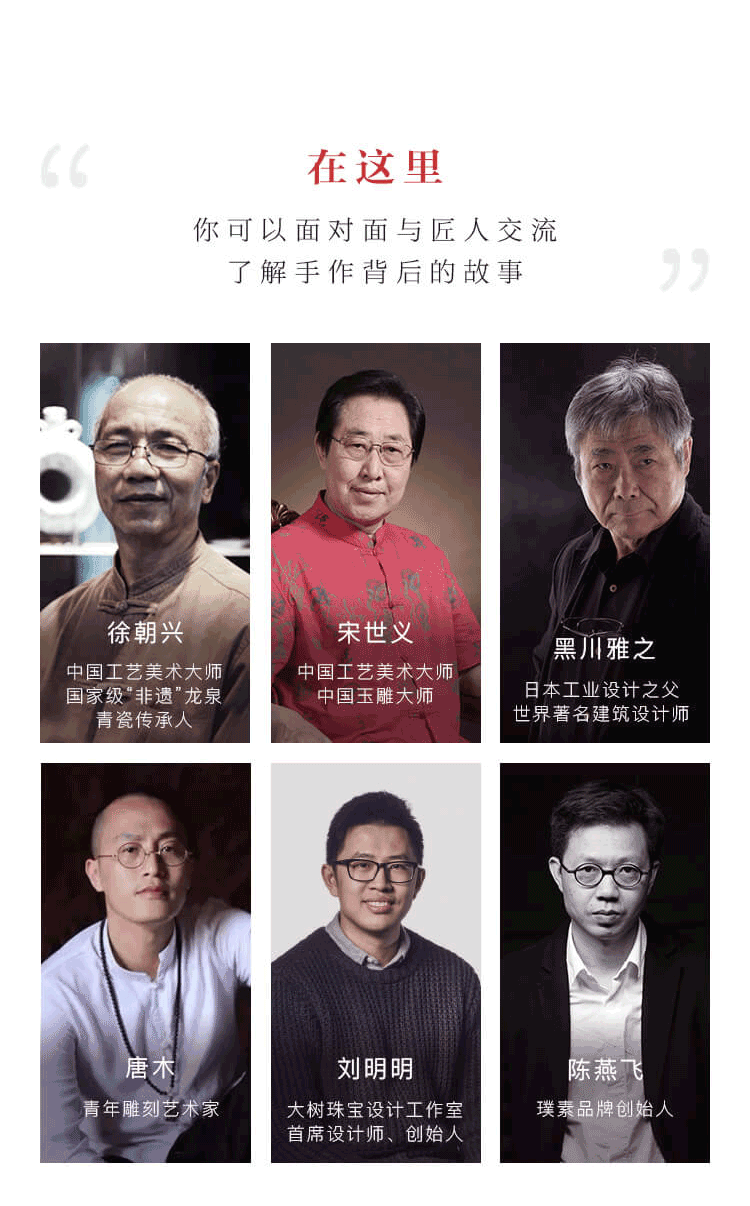 在这里
你可以面对面与匠人交流
了解手作背后的故事
徐朝兴
中国工艺美术大师
国家级“非遗”龙泉
青瓷传承人
宋世义
中国工艺美术大师
中国玉雕大师
黑川雅之
日本工业设计之父
世界著名建筑设计师
唐木
青年雕刻艺术家
刘明明
大树珠宝设计工作室
首席设计师、创始人
陈燕飞
璞素品牌创始人